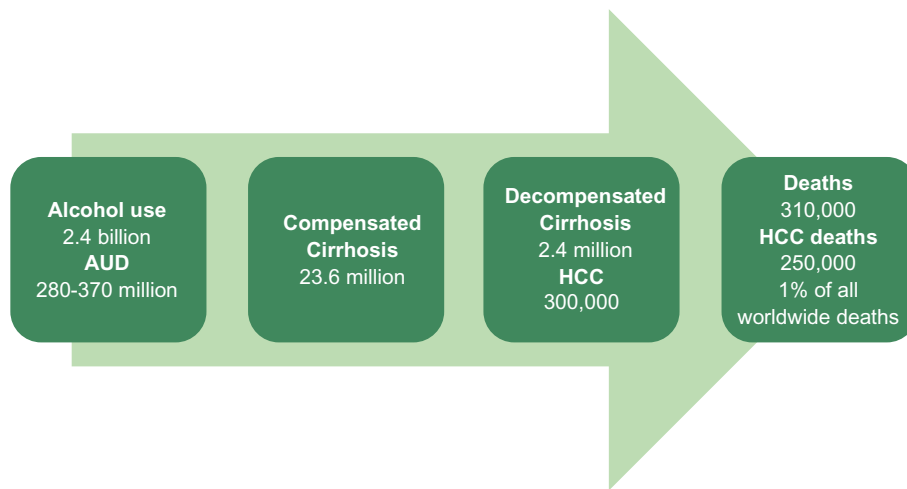 Alcohol use
2.4 billion
AUD
280-370 million
Compensated
Cirrhosis
23.6 million
Decompensated
Cirrhosis
2.4 million
HCC
300,000
Deaths
310,000
HCC deaths
250,000
1% of all
worldwide deaths